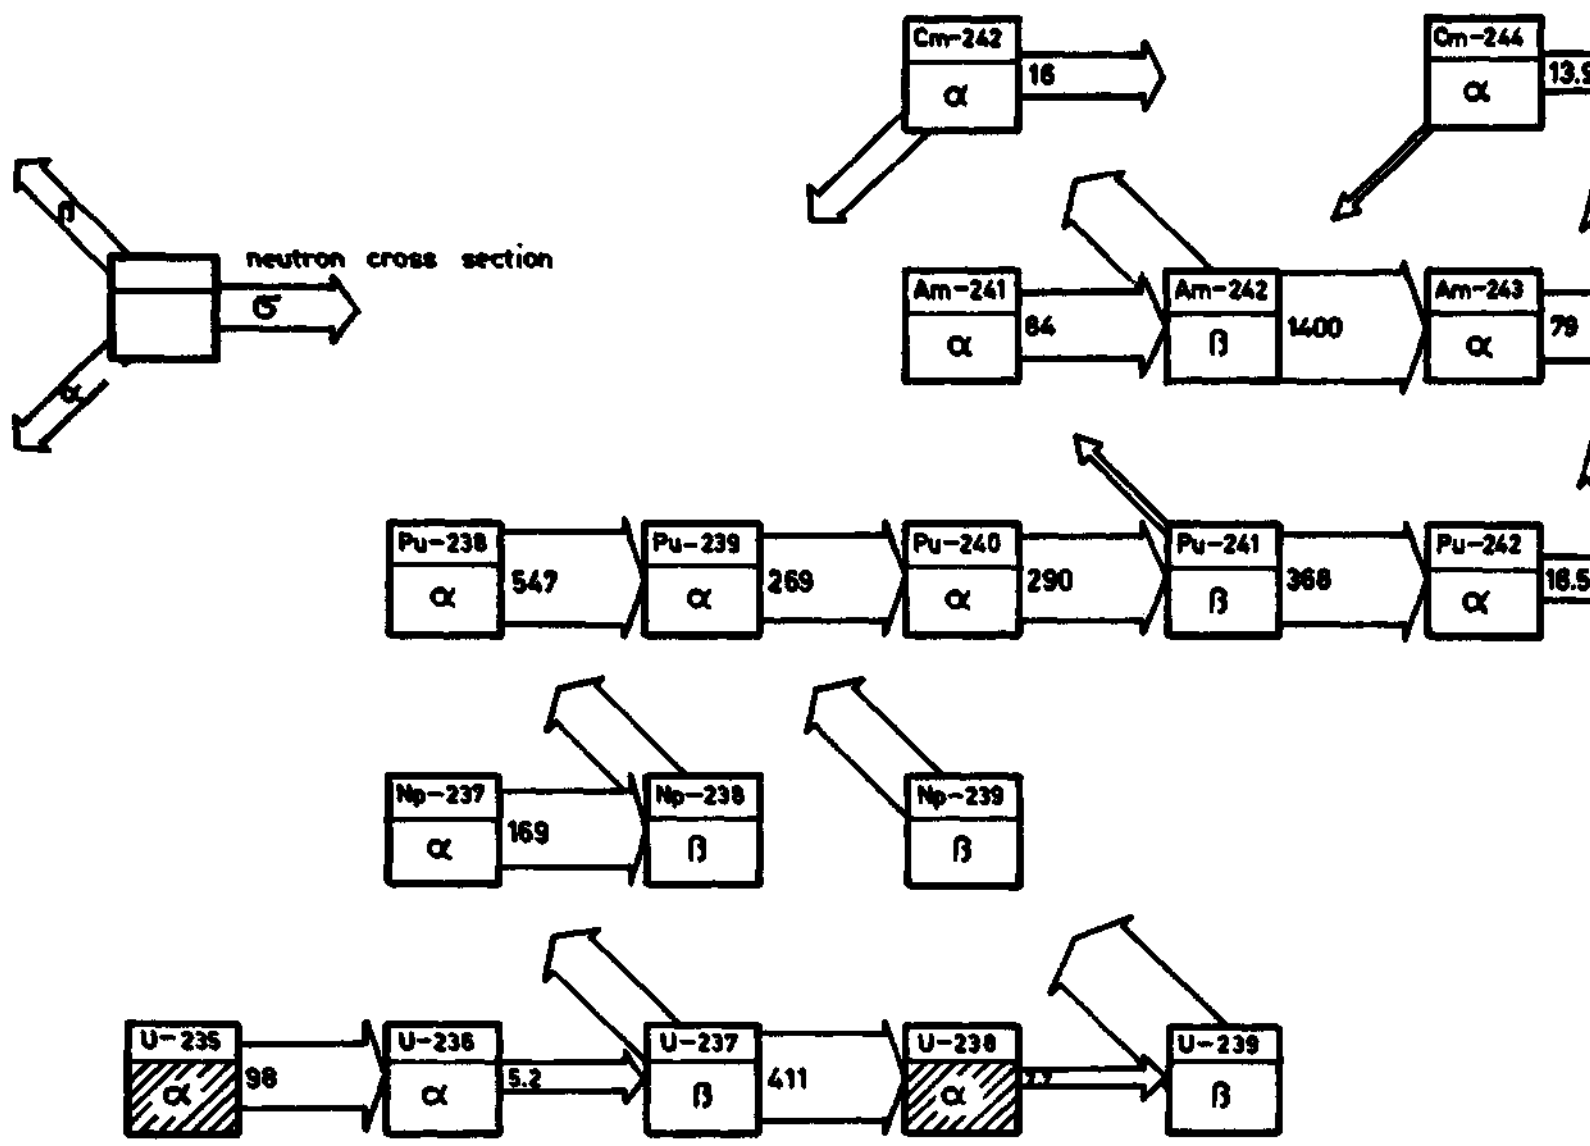 Cm-242
α
16
Cm-244
α
13.9
β
neutron cross section
σ
α
Am-241
α
84
Am-242
β
1400
Am-243
α
79
Pu-238
α
547
Pu-239
α
269
Pu-240
α
290
Pu-241
β
368
Pu-242
α
16.5
Np-237
α
169
Np-238
β
Np-239
β
U-235
α
98
U-236
α
5.2
U-237
β
411
U-238
α
U-239
β